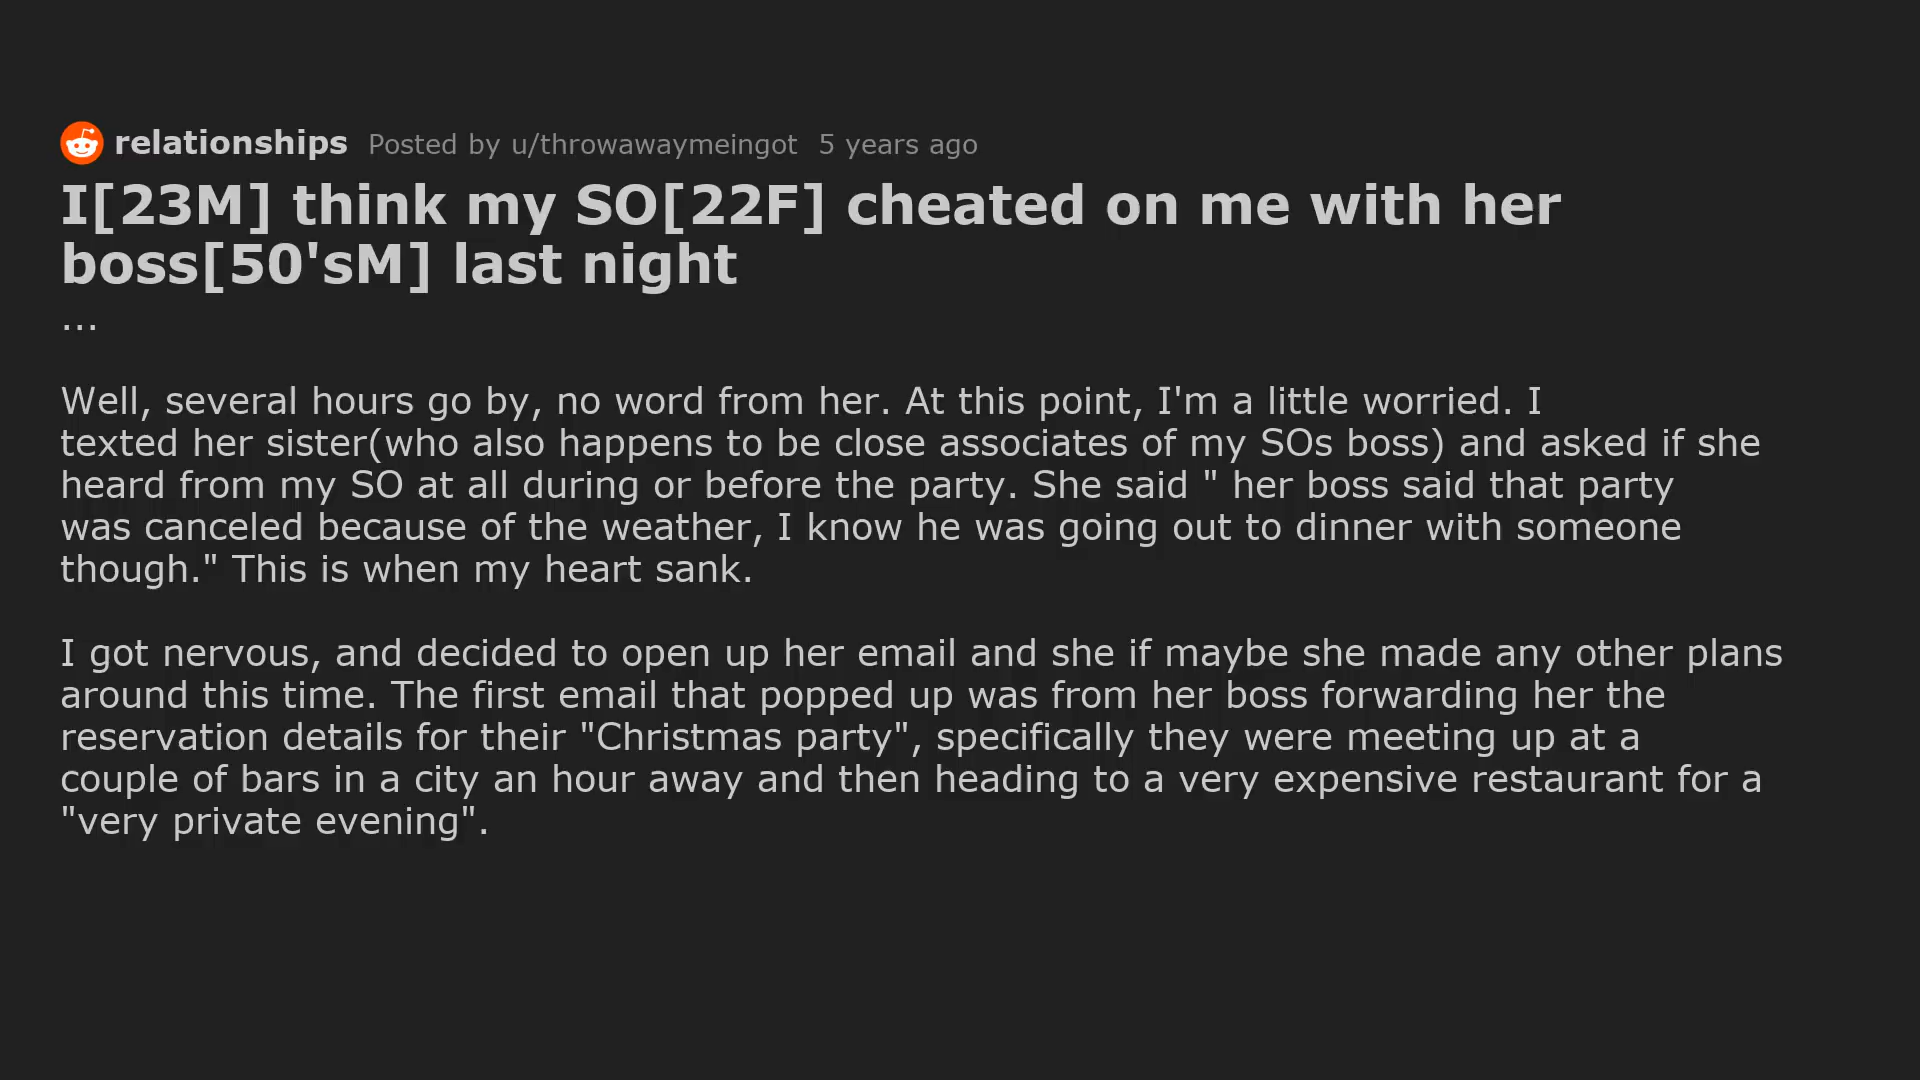 relationships Posted by u/throwawaymeingot 5 years ago
I[23M] think my SO[22F] cheated on me with her
boss[50'sM] last night
...
Well, several hours go by, no word from her. At this point, I'm a little worried. I
texted her sister(who also happens to be close associates of my SOs boss) and asked if she
heard from my SO at all during or before the party. She said " her boss said that party
was canceled because of the weather, I know he was going out to dinner with someone
though." This is when my heart sank.
I got nervous, and decided to open up her email and she if maybe she made any other plans
around this time. The first email that popped up was from her boss forwarding her the
reservation details for their "Christmas party", specifically they were meeting up at a
couple of bars in a city an hour away and then heading to a very expensive restaurant for a
"very private evening".